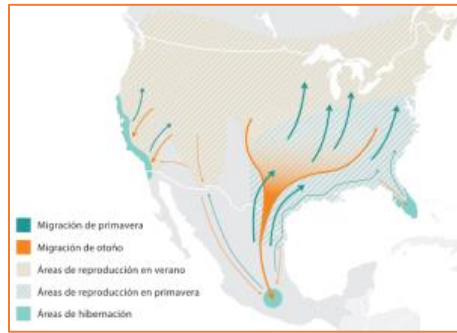 Migración de primavera
Migración de otoño
Áreas de reproducción en verano
Áreas de reproducción en primavera
Áreas de hibernación